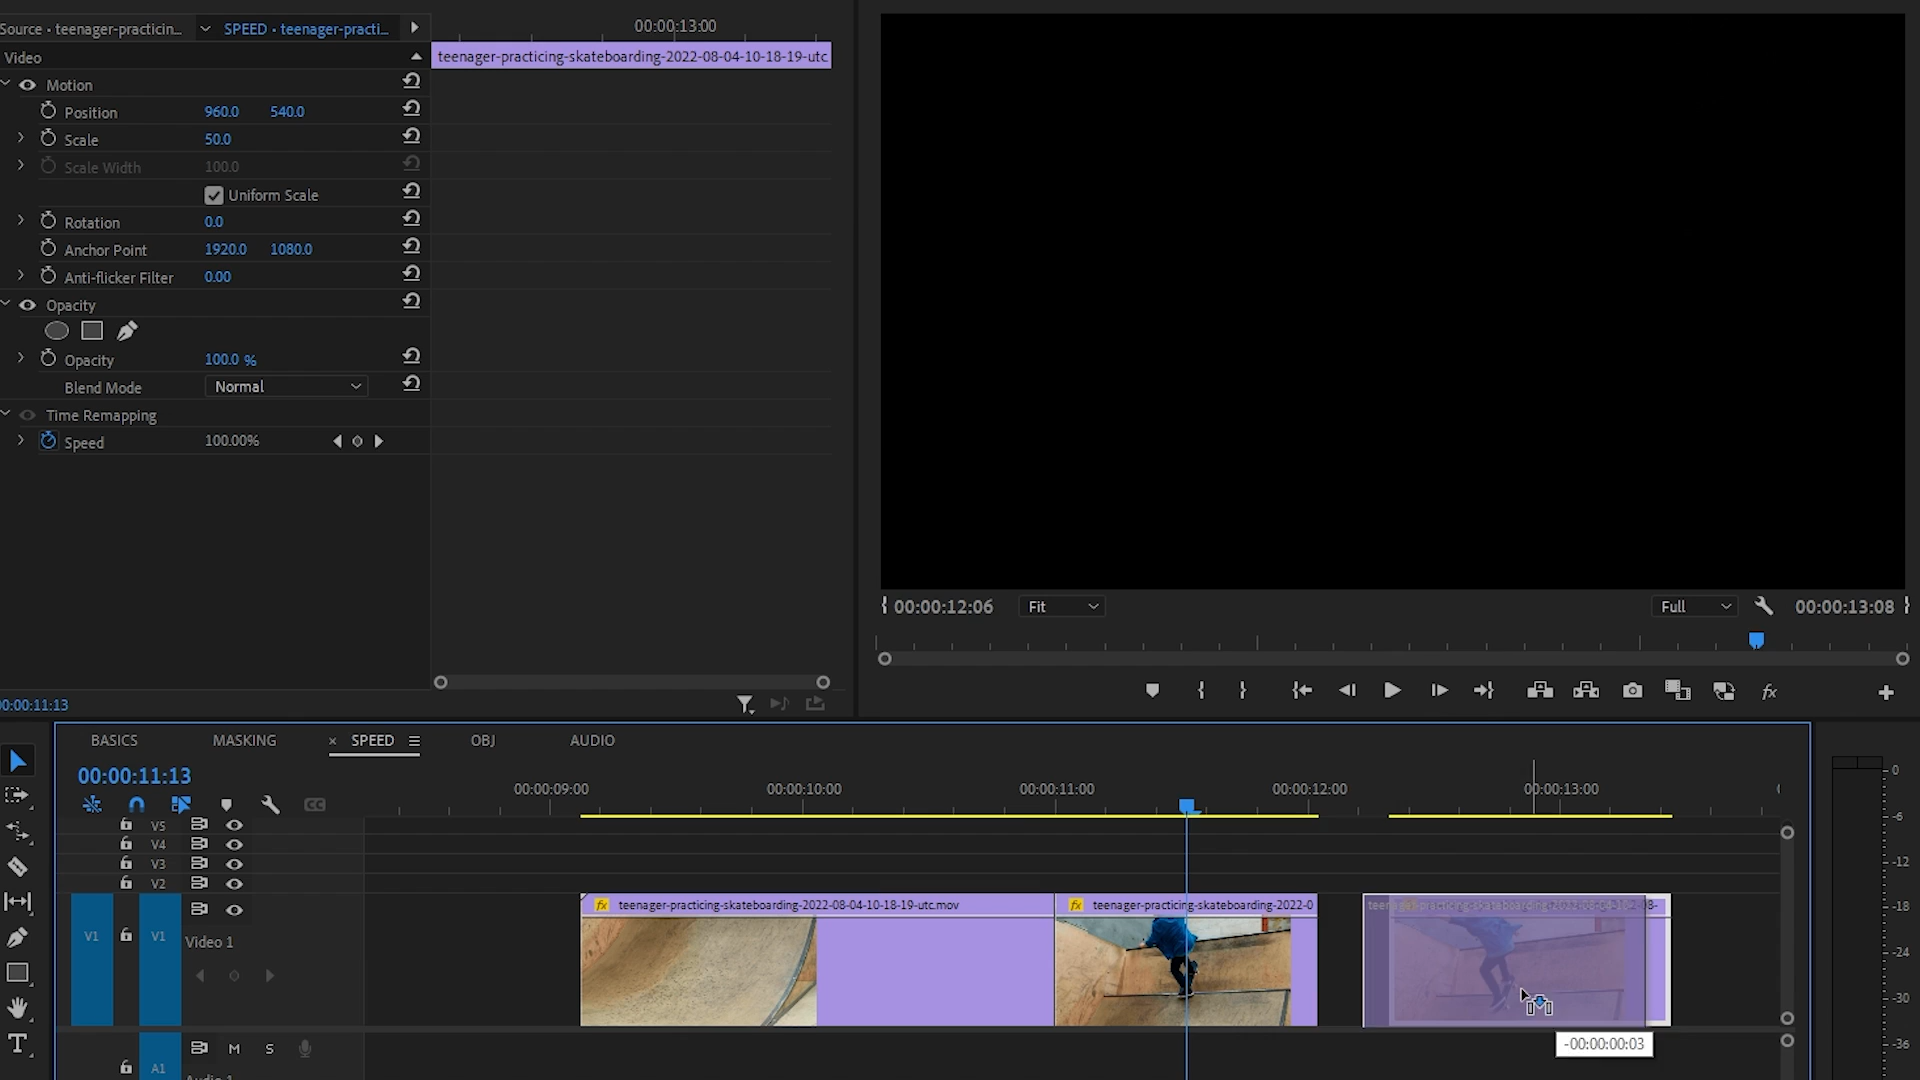 Source • teenager-practicin...
SPEED • teenager-practi...
00:00:13:00
Video
teenager-practicing-skateboarding-2022-08-04-10-18-19-utc
Motion
Position 960.0 540.0
Scale 50.0
Scale Width 100.0
Uniform Scale
Rotation 0.0
Anchor Point 1920.0 1080.0
Anti-flicker Filter 0.00
Opacity
Opacity 100.0 %
Blend Mode Normal
Time Remapping
Speed 100.00%
00:00:12:06 Fit Full 00:00:13:08
fx
00:00:11:13
BASICS MASKING × SPEED OBJ AUDIO
00:00:11:13
00:00:09:00 00:00:10:00 00:00:11:00 00:00:12:00 00:00:13:00
CC
V5
V4
V3
V2
fx teenager-practicing-skateboarding-2022-08-04-10-18-19-utc.mov
fx teenager-practicing-skateboarding-2022-0
V1 V1 Video 1
-00:00:00:03
M S
A1
T
0
-6
-12
-18
-24
-30
-36